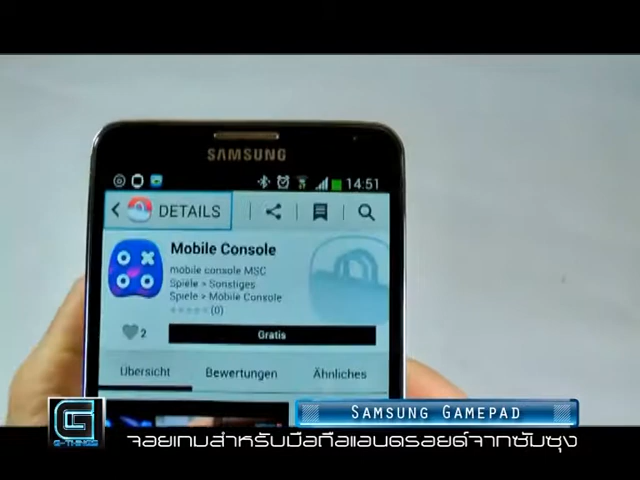 SAMSUNG
14:51
DETAILS
Mobile Console
mobile console MSC
Spiele > Sonstiges
Spiele > Mobile Console
(0)
2
Gratis
Übersicht
Bewertungen
Ähnliches
SAMSUNG GAMEPAD
G-THINGS
จอยเกมสำหรับมือถือแอนดรอยด์จากซัมซุง